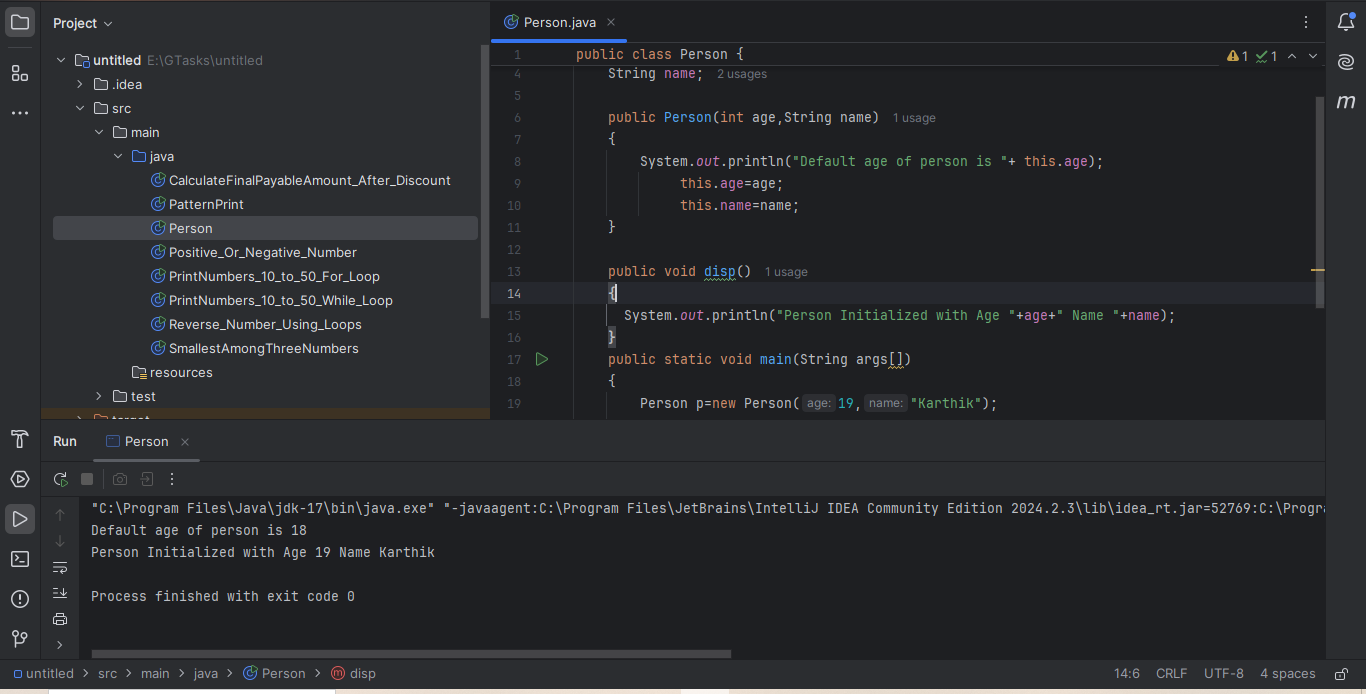 Project
Person.java
untitled E:\GTasks\untitled
.idea
src
main
java
CalculateFinalPayableAmount_After_Discount
PatternPrint
Person
Positive_Or_Negative_Number
PrintNumbers_10_to_50_For_Loop
PrintNumbers_10_to_50_While_Loop
Reverse_Number_Using_Loops
SmallestAmongThreeNumbers
resources
test
1 public class Person { 1 1
4 String name; 2 usages
5
6 public Person(int age,String name) 1 usage
7 {
8 System.out.println("Default age of person is "+ this.age);
9 this.age=age;
10 this.name=name;
11 }
12
13 public void disp() 1 usage
14 {
15 System.out.println("Person Initialized with Age "+age+" Name "+name);
16 }
17 public static void main(String args[])
18 {
19 Person p=new Person( age: 19, name: "Karthik");
m
Run Person
"C:\Program Files\Java\jdk-17\bin\java.exe" "-javaagent:C:\Program Files\JetBrains\IntelliJ IDEA Community Edition 2024.2.3\lib\idea_rt.jar=52769:C:\Progra
Default age of person is 18
Person Initialized with Age 19 Name Karthik
Process finished with exit code 0
untitled > src > main > java > Person > m disp 14:6 CRLF UTF-8 4 spaces